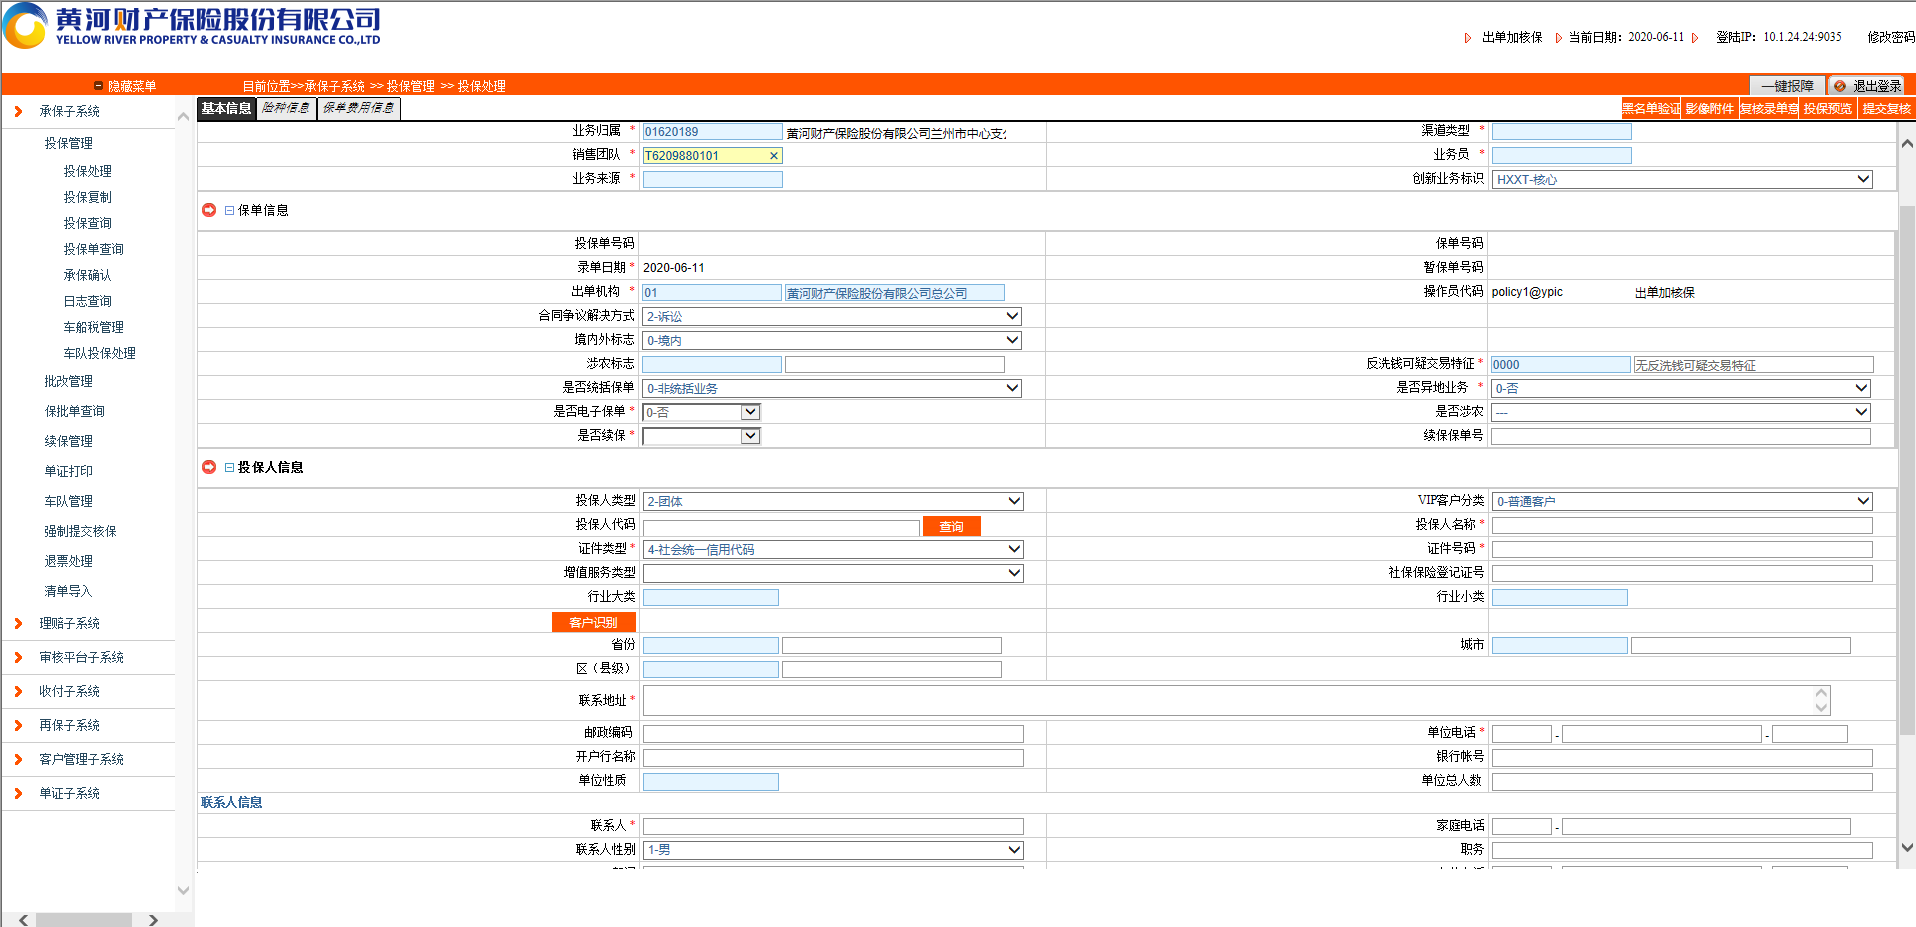 黄河财产保险股份有限公司
YELLOW RIVER PROPERTY & CASUALTY INSURANCE CO.,LTD
出单加核保 当前日期：2020-06-11 登陆IP：10.1.24.24:9035 修改密码
隐藏菜单 目前位置>>承保子系统 >> 投保管理 >> 投保处理 一键报障 退出登录
基本信息 险种信息 保单费用信息 黑名单验证 影像附件 复核录单意 投保预览 提交复核
承保子系统
投保管理
投保处理
投保复制
投保查询
投保单查询
承保确认
日志查询
车船税管理
车队投保处理
批改管理
保批单查询
续保管理
单证打印
车队管理
强制提交核保
退票处理
清单导入
理赔子系统
审核平台子系统
收付子系统
再保子系统
客户管理子系统
单证子系统
业务归属 * 01620189 黄河财产保险股份有限公司兰州市中心支 渠道类型 *
销售团队 * T6209880101 × 业务员 *
业务来源 * 创新业务标识 HXXT-核心
保单信息
投保单号码 保单号码
录单日期 * 2020-06-11 暂保单号码
出单机构 * 01 黄河财产保险股份有限公司总公司 操作员代码 policy1@ypic 出单加核保
合同争议解决方式 2-诉讼
境内外标志 0-境内
涉农标志 反洗钱可疑交易特征 * 0000 无反洗钱可疑交易特征
是否统括保单 0-非统括业务 是否异地业务 * 0-否
是否电子保单 * 0-否 是否涉农 ---
是否续保 * 续保保单号
投保人信息
投保人类型 2-团体 VIP客户分类 0-普通客户
投保人代码 查询 投保人名称 *
证件类型 * 4-社会统一信用代码 证件号码 *
增值服务类型 社保保险登记证号
行业大类 行业小类
客户识别
省份 城市
区（县级）
联系地址 *
邮政编码 单位电话 * - -
开户行名称 银行帐号
单位性质 单位总人数
联系人信息
联系人 * 家庭电话 -
联系人性别 1-男 职务